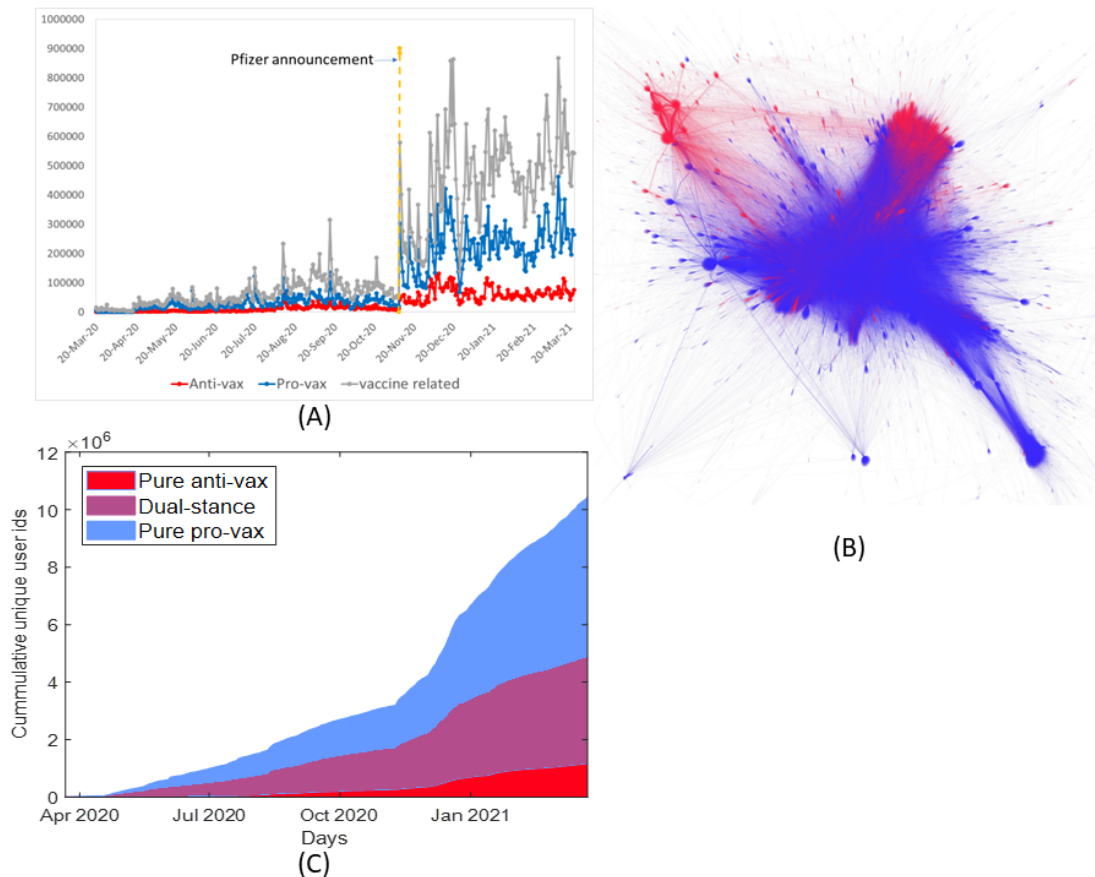 1000000
900000
800000
700000
600000
500000
400000
300000
200000
100000
0
Pfizer announcement
20-Mar-20
20-Apr-20
20-May-20
20-Jun-20
20-Jul-20
20-Aug-20
20-Sep-20
20-Oct-20
20-Nov-20
20-Dec-20
20-Jan-21
20-Feb-21
20-Mar-21
Anti-vax Pro-vax vaccine related
(A)
(B)
×10^6
12
10
8
6
4
2
0
Cummulative unique user ids
Pure anti-vax
Dual-stance
Pure pro-vax
Apr 2020 Jul 2020 Oct 2020 Jan 2021
Days
(C)